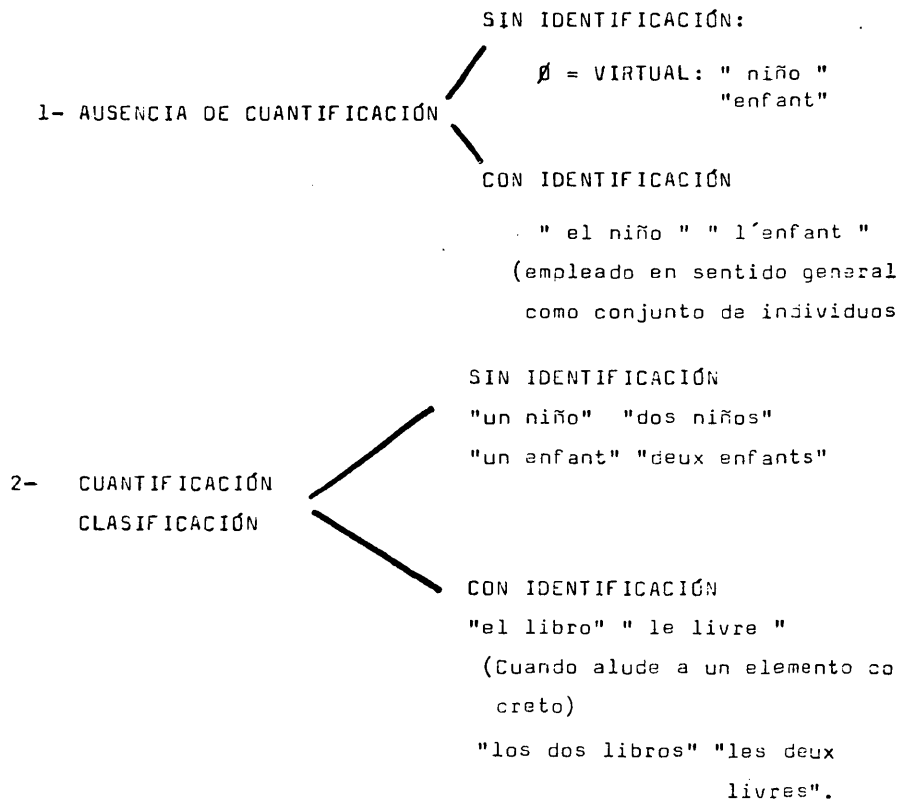 SIN IDENTIFICACIÓN:
Ø = VIRTUAL: " niño "
"enfant"
1- AUSENCIA DE CUANTIFICACIÓN
CON IDENTIFICACIÓN
" el niño " " l´enfant "
(empleado en sentido general
como conjunto de individuos
SIN IDENTIFICACIÓN
"un niño" "dos niños"
"un enfant" "deux enfants"
2- CUANTIFICACIÓN
CLASIFICACIÓN
CON IDENTIFICACIÓN
"el libro" " le livre "
(Cuando alude a un elemento co
creto)
"los dos libros" "les deux
livres".